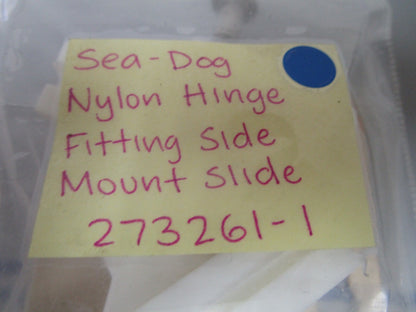 Sea-Dog
Nylon Hinge
Fitting Side
Mount Slide
273261-1